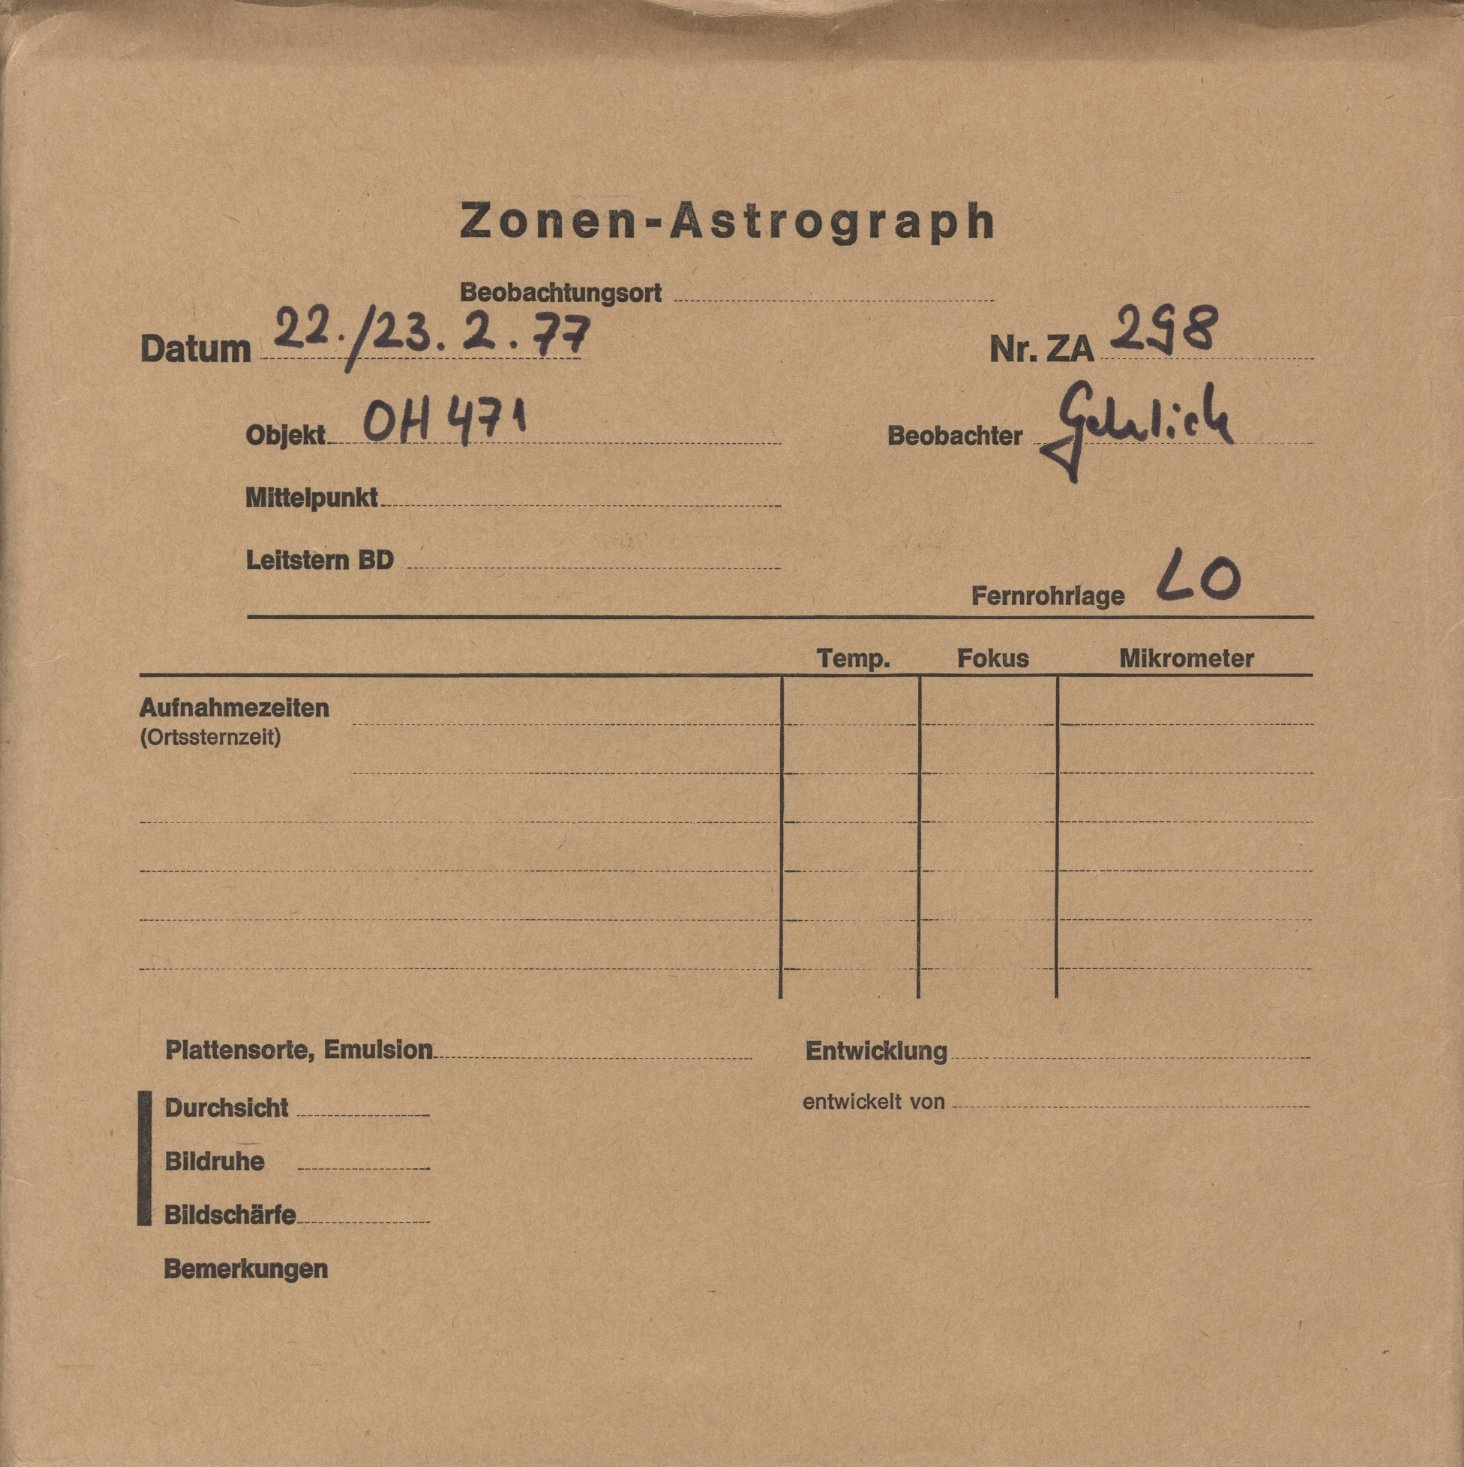 Zonen-Astrograph
Beobachtungsort
Datum 22./23. 2. 77 Nr. ZA 298
Objekt OH 471 Beobachter Gehlich
Mittelpunkt
Leitstern BD
Fernrohrlage LO
Temp. Fokus Mikrometer
Aufnahmezeiten
(Ortssternzeit)
Plattensorte, Emulsion Entwicklung
Durchsicht entwickelt von
Bildruhe
Bildschärfe
Bemerkungen